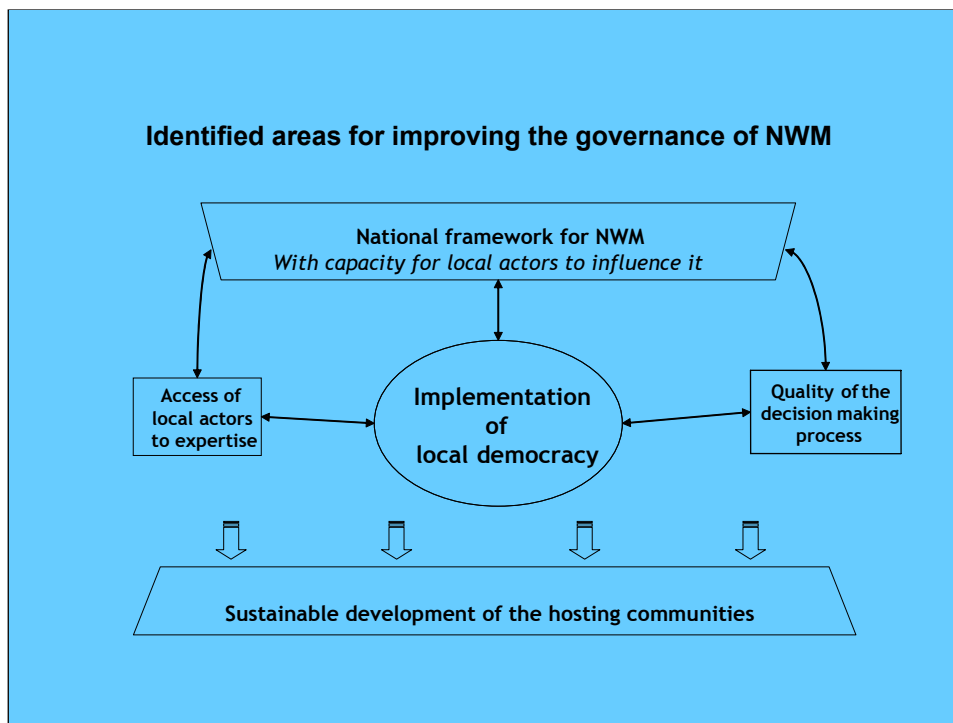 Identified areas for improving the governance of NWM
National framework for NWM
With capacity for local actors to influence it
Access of
local actors
to expertise
Implementation
of
local democracy
Quality of the
decision making
process
Sustainable development of the hosting communities